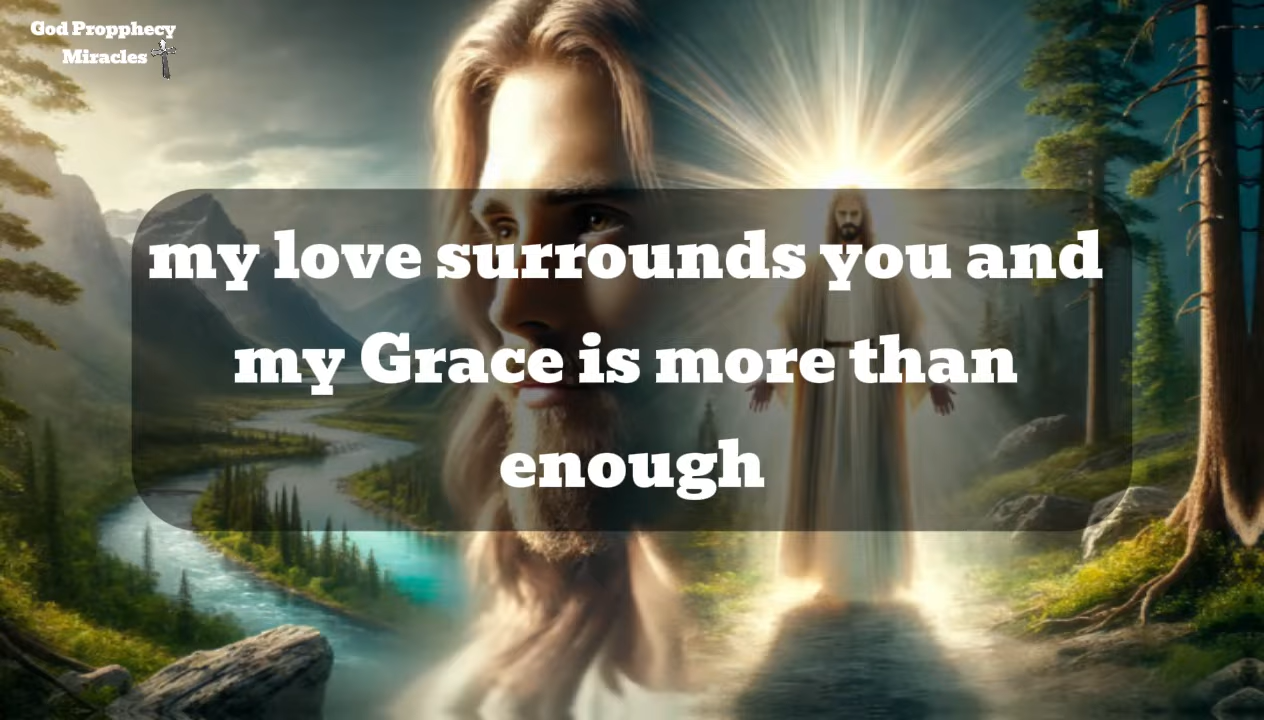 God Propphecy
Miracles
my love surrounds you and
my Grace is more than
enough